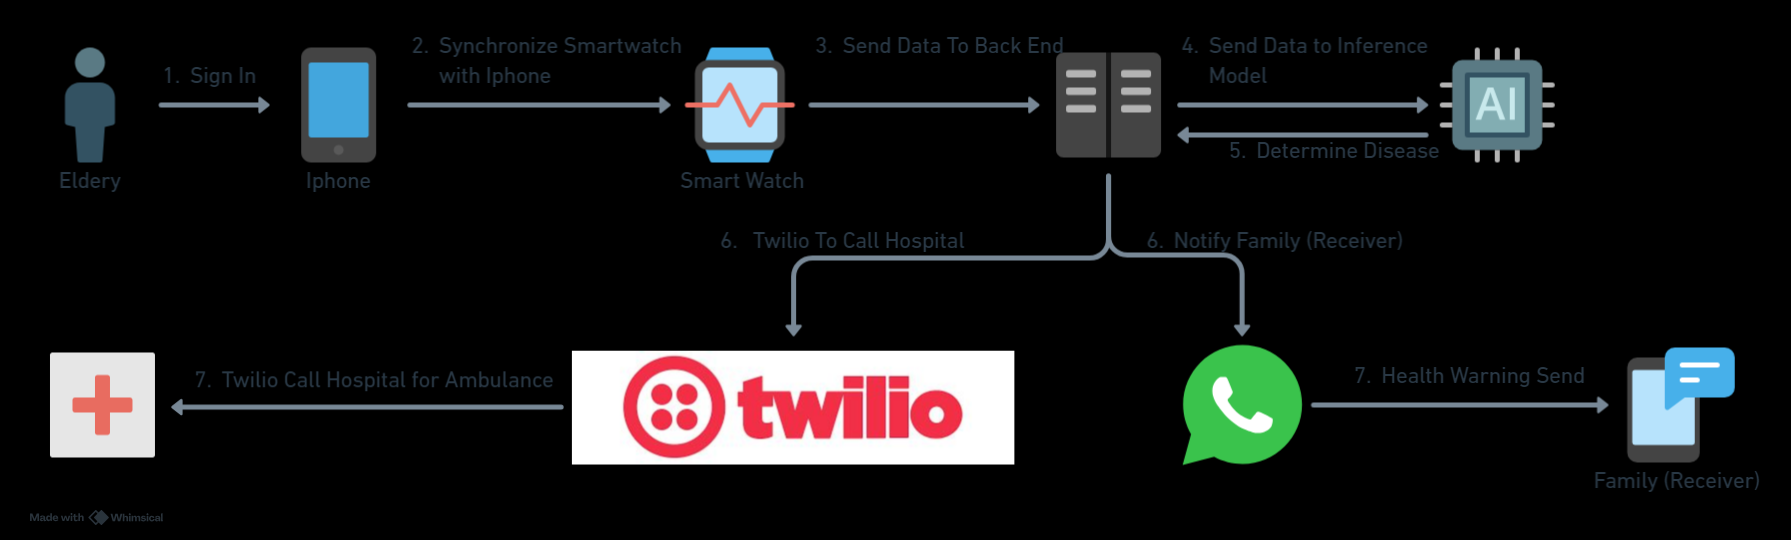 1. Sign In
2. Synchronize Smartwatch
with Iphone
3. Send Data To Back End
4. Send Data to Inference
Model
AI
5. Determine Disease
Eldery
Iphone
Smart Watch
6. Twilio To Call Hospital
6. Notify Family (Receiver)
7. Twilio Call Hospital for Ambulance
twilio
7. Health Warning Send
Family (Receiver)
Made with Whimsical